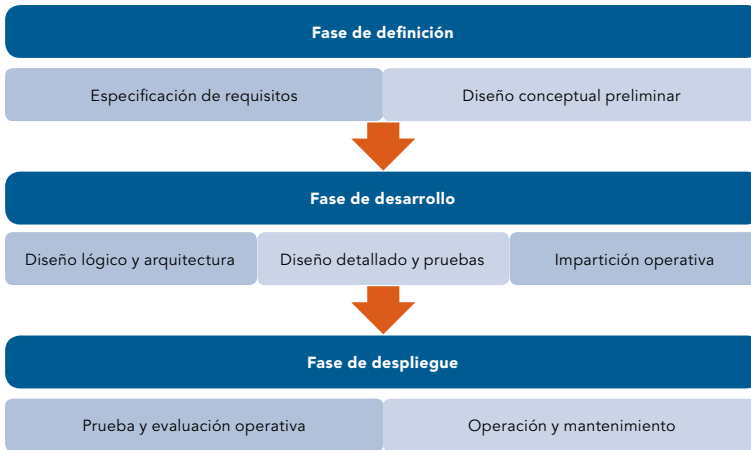 Fase de definición
Especificación de requisitos
Diseño conceptual preliminar
Fase de desarrollo
Diseño lógico y arquitectura
Diseño detallado y pruebas
Impartición operativa
Fase de despliegue
Prueba y evaluación operativa
Operación y mantenimiento